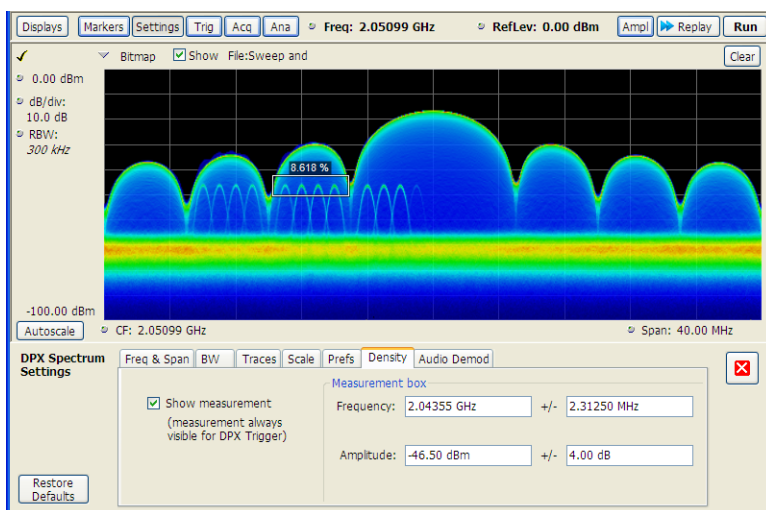 Displays Markers Settings Trig Acq Ana Freq: 2.05099 GHz RefLev: 0.00 dBm Ampl Replay Run
Bitmap Show File:Sweep and Clear
0.00 dBm
dB/div:
10.0 dB
RBW:
300 kHz
8.618 %
-100.00 dBm
Autoscale CF: 2.05099 GHz Span: 40.00 MHz
DPX Spectrum
Settings
Freq & Span BW Traces Scale Prefs Density Audio Demod
Measurement box
Show measurement
(measurement always
visible for DPX Trigger)
Frequency: 2.04355 GHz +/- 2.31250 MHz
Amplitude: -46.50 dBm +/- 4.00 dB
Restore
Defaults